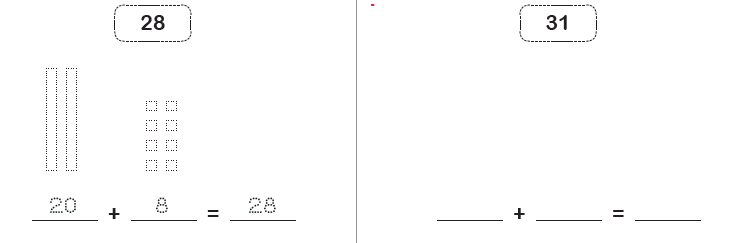 28
20 + 8 = 28
31
+ =